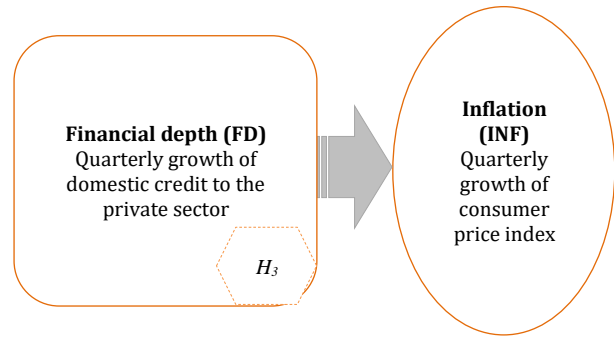 Financial depth (FD)
Quarterly growth of
domestic credit to the
private sector
H₃
Inflation
(INF)
Quarterly
growth of
consumer
price index